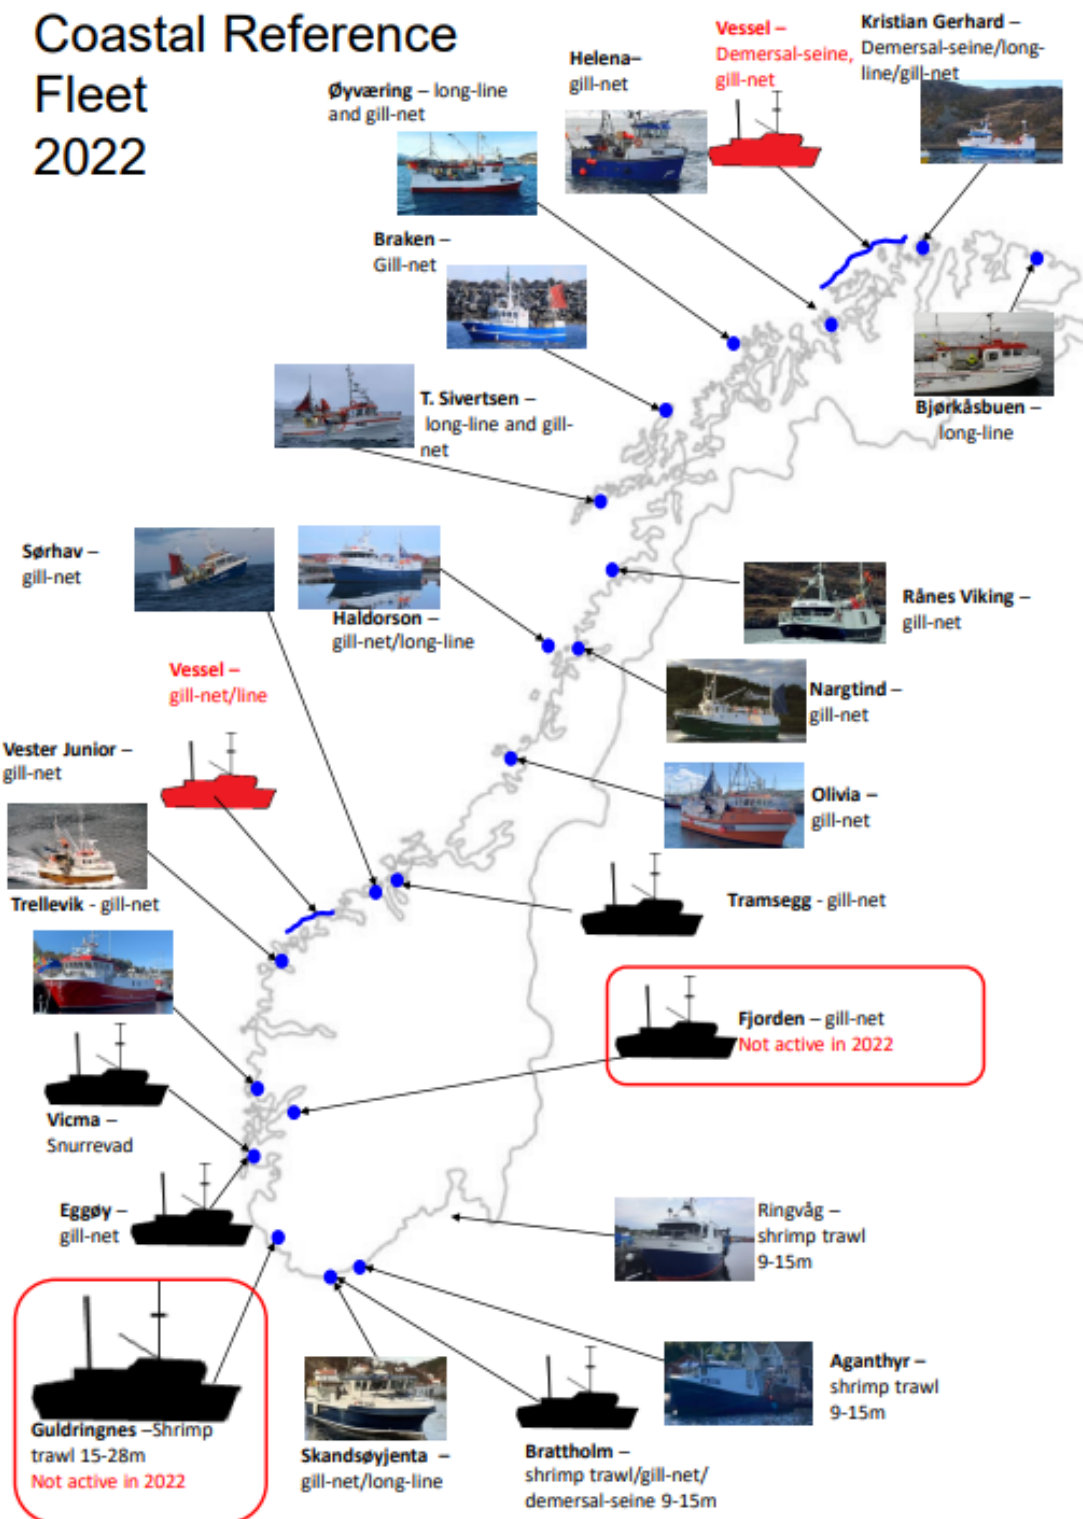 Coastal Reference
Fleet
2022
Øyværing – long-line
and gill-net
Helena–
gill-net
Vessel –
Demersal-seine,
gill-net
Kristian Gerhard –
Demersal-seine/long-
line/gill-net
Braken –
Gill-net
Bjørkåsbuen –
long-line
T. Sivertsen –
long-line and gill-
net
Sørhav –
gill-net
Haldorson –
gill-net/long-line
Rånes Viking –
gill-net
Vessel –
gill-net/line
Nargtind –
gill-net
Vester Junior –
gill-net
Olivia –
gill-net
Trellevik - gill-net
Tramsegg - gill-net
Fjorden – gill-net
Not active in 2022
Vicma –
Snurrevad
Eggøy –
gill-net
Ringvåg –
shrimp trawl
9-15m
Guldringnes –Shrimp
trawl 15-28m
Not active in 2022
Skandsøyjenta –
gill-net/long-line
Brattholm –
shrimp trawl/gill-net/
demersal-seine 9-15m
Aganthyr –
shrimp trawl
9-15m